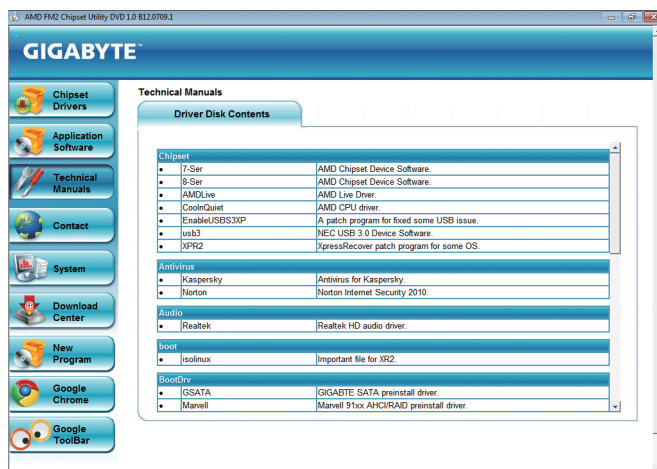 AMD FM2 Chipset Utility DVD 1.0 B12.0709.1
GIGABYTE™
Chipset
Drivers
Application
Software
Technical
Manuals
Contact
System
Download
Center
New
Program
Google
Chrome
Google
ToolBar
Technical Manuals
Driver Disk Contents
Chipset
• 7-Ser AMD Chipset Device Software.
• 8-Ser AMD Chipset Device Software.
• AMDLive AMD Live Drver.
• CoolnQuiet AMD CPU driver.
• EnableUSBS3XP A patch program for fixed some USB issue.
• usb3 NEC USB 3.0 Device Software.
• XPR2 XpressRecover patch program for some OS.
Antivirus
• Kaspersky Antivirus for Kaspersky.
• Norton Norton Internet Security 2010.
Audio
• Realtek Realtek HD audio driver.
boot
• isolinux Important file for XR2.
BootDrv
• GSATA GIGABTE SATA preinstall driver.
• Marvell Marvell 91xx AHCI/RAID preinstall driver.